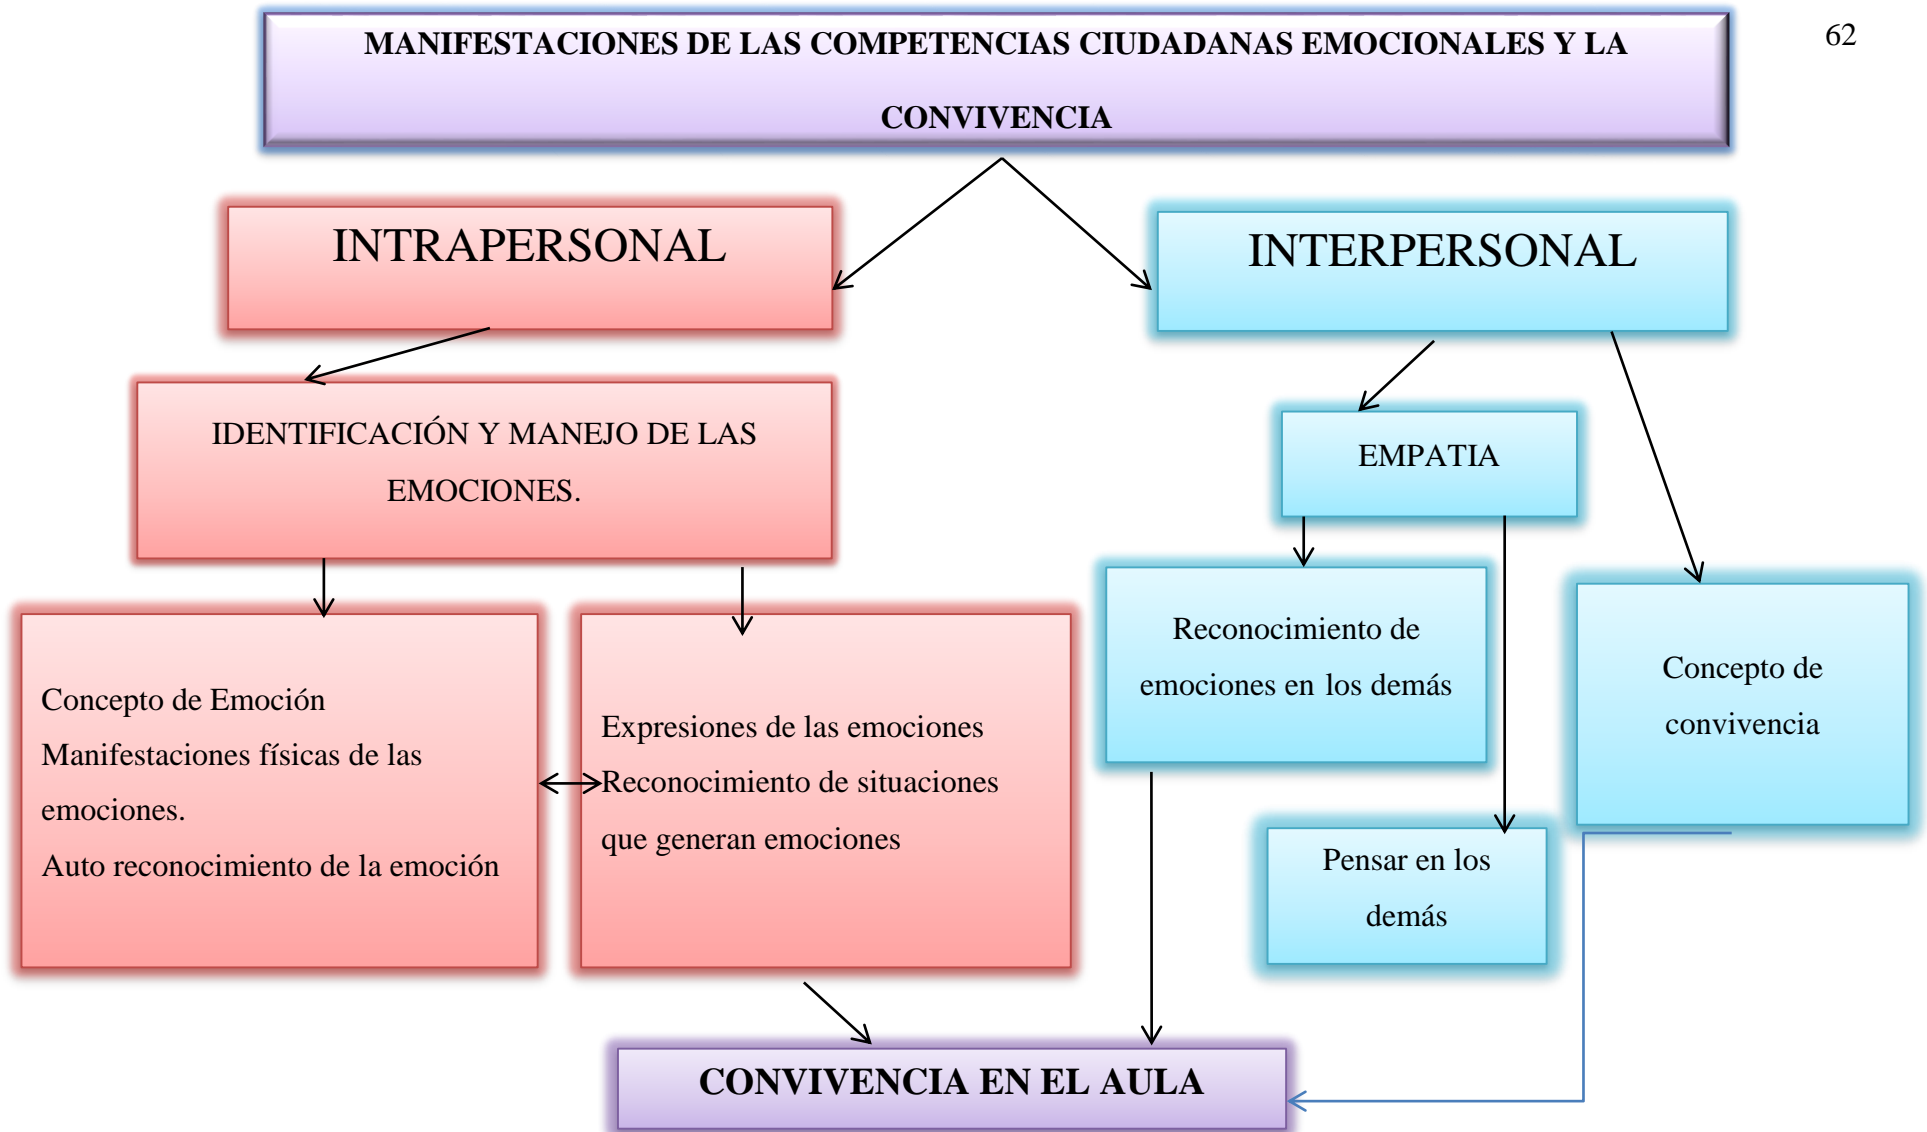 62
MANIFESTACIONES DE LAS COMPETENCIAS CIUDADANAS EMOCIONALES Y LA
CONVIVENCIA
INTRAPERSONAL
INTERPERSONAL
IDENTIFICACIÓN Y MANEJO DE LAS
EMOCIONES.
EMPATIA
Concepto de Emoción
Manifestaciones físicas de las
emociones.
Auto reconocimiento de la emoción
Expresiones de las emociones
Reconocimiento de situaciones
que generan emociones
Reconocimiento de
emociones en los demás
Concepto de
convivencia
Pensar en los
demás
CONVIVENCIA EN EL AULA